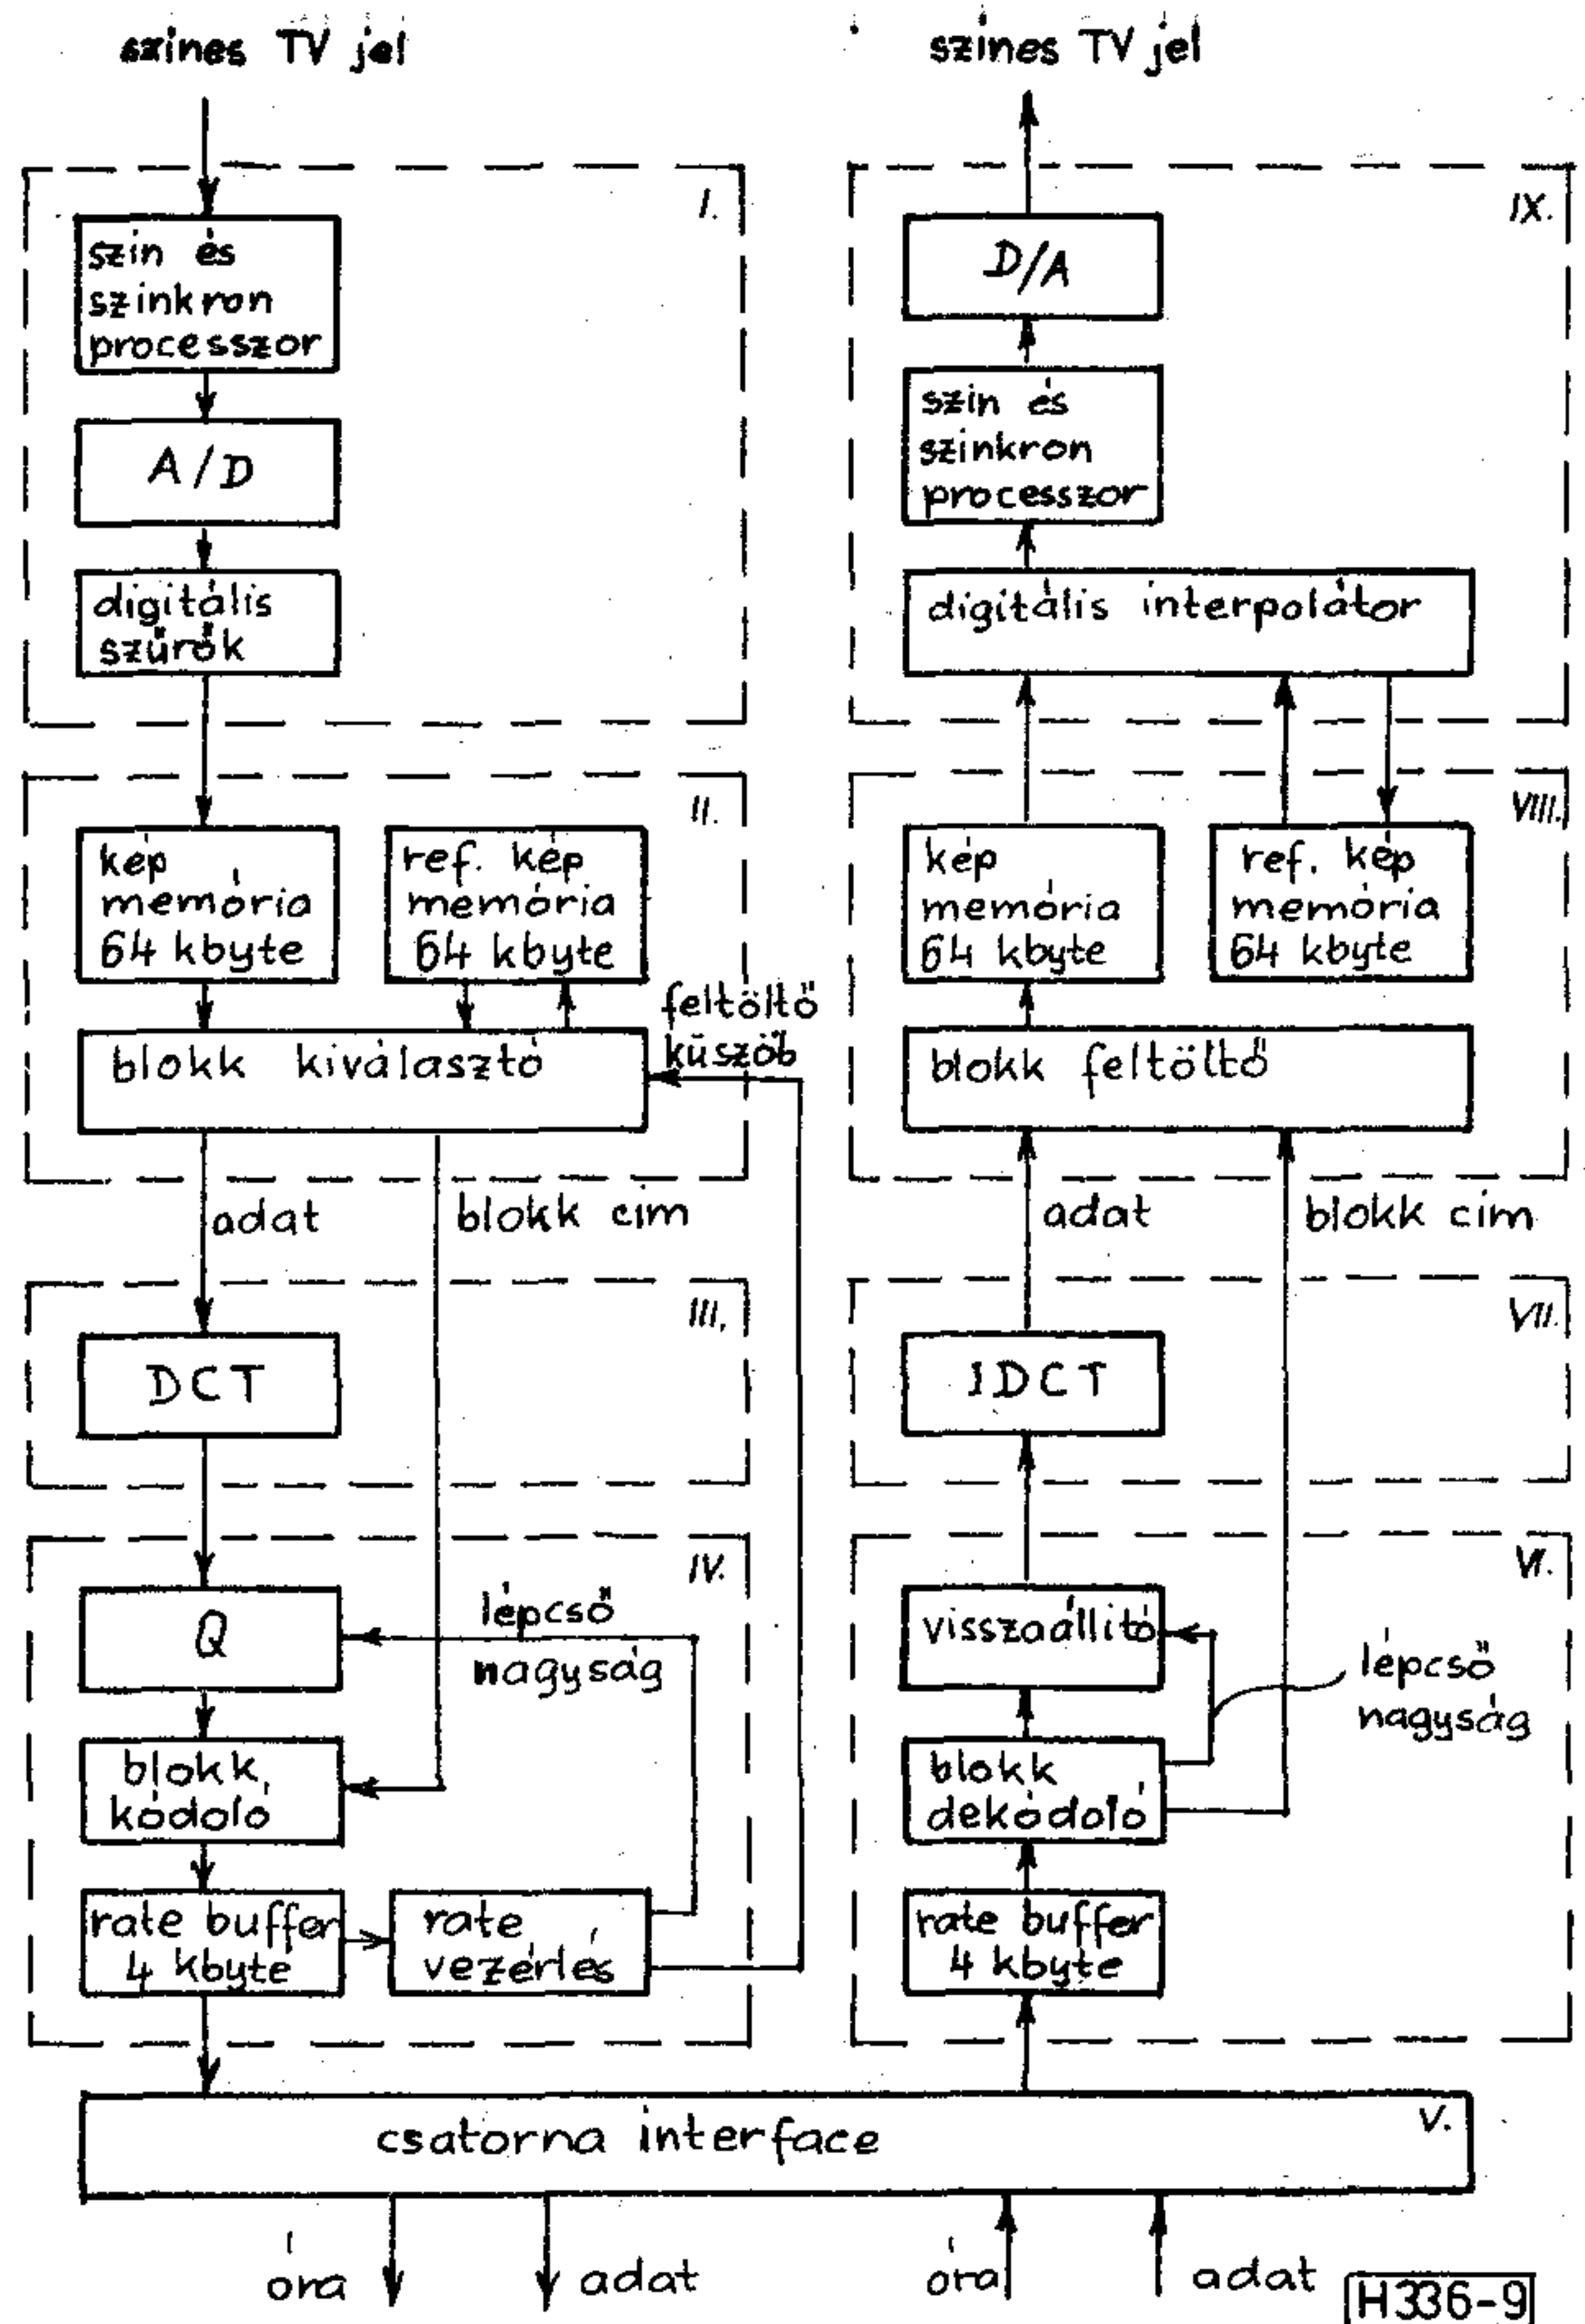 színes TV jel
I.
szín és
szinkron
processzor
A/D
digitális
szűrők
II.
kép
memória
64 kbyte
ref. kép
memória
64 kbyte
feltöltő
küszöb
blokk kiválasztó
adat
blokk cím
III.
DCT
IV.
Q
lépcső
nagyság
blokk
kódoló
rate buffer
4 kbyte
rate
vezérlés
színes TV jel
IX.
D/A
szín és
szinkron
processzor
digitális interpolátor
VIII.
kép
memória
64 kbyte
ref. kép
memória
64 kbyte
blokk feltöltő
adat
blokk cím
VII.
IDCT
VI.
visszaállító
lépcső
nagyság
blokk
dekódoló
rate buffer
4 kbyte
V.
csatorna interface
óra
adat
óra
adat
H336-9